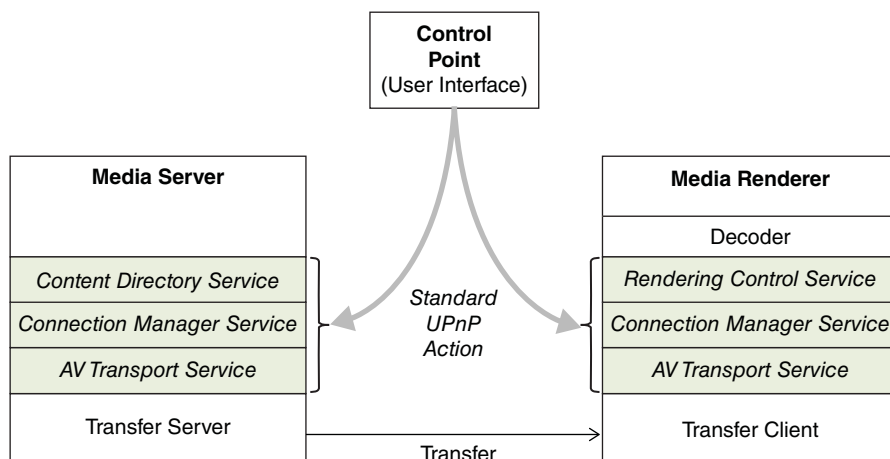 Control
Point
(User Interface)
Media Server
Content Directory Service
Connection Manager Service
AV Transport Service
Transfer Server
Standard
UPnP
Action
Transfer
Media Renderer
Decoder
Rendering Control Service
Connection Manager Service
AV Transport Service
Transfer Client